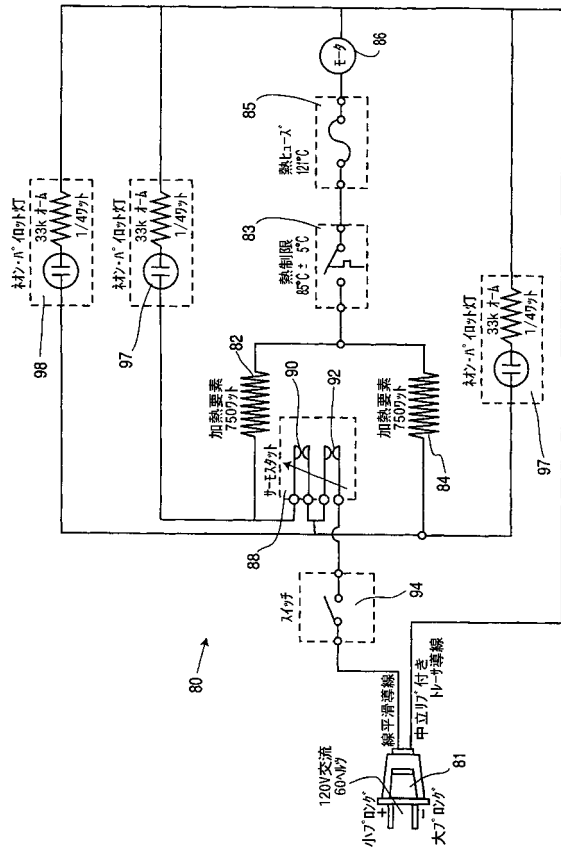 ネオン・パイロット灯
33k オーム
1/4ワット
98
ネオン・パイロット灯
33k オーム
1/4ワット
97
加熱要素
750ワット
82
サーモスタット
90
92
88
加熱要素
750ワット
84
熱制限
85°C ± 5°C
83
熱ヒューズ
121°C
85
モータ
86
ネオン・パイロット灯
33k オーム
1/4ワット
97
スイッチ
94
80
線平滑導線
中立リブ付き
トレーサ導線
120V交流
60ヘルツ
小プロング
+
-
大プロング
81